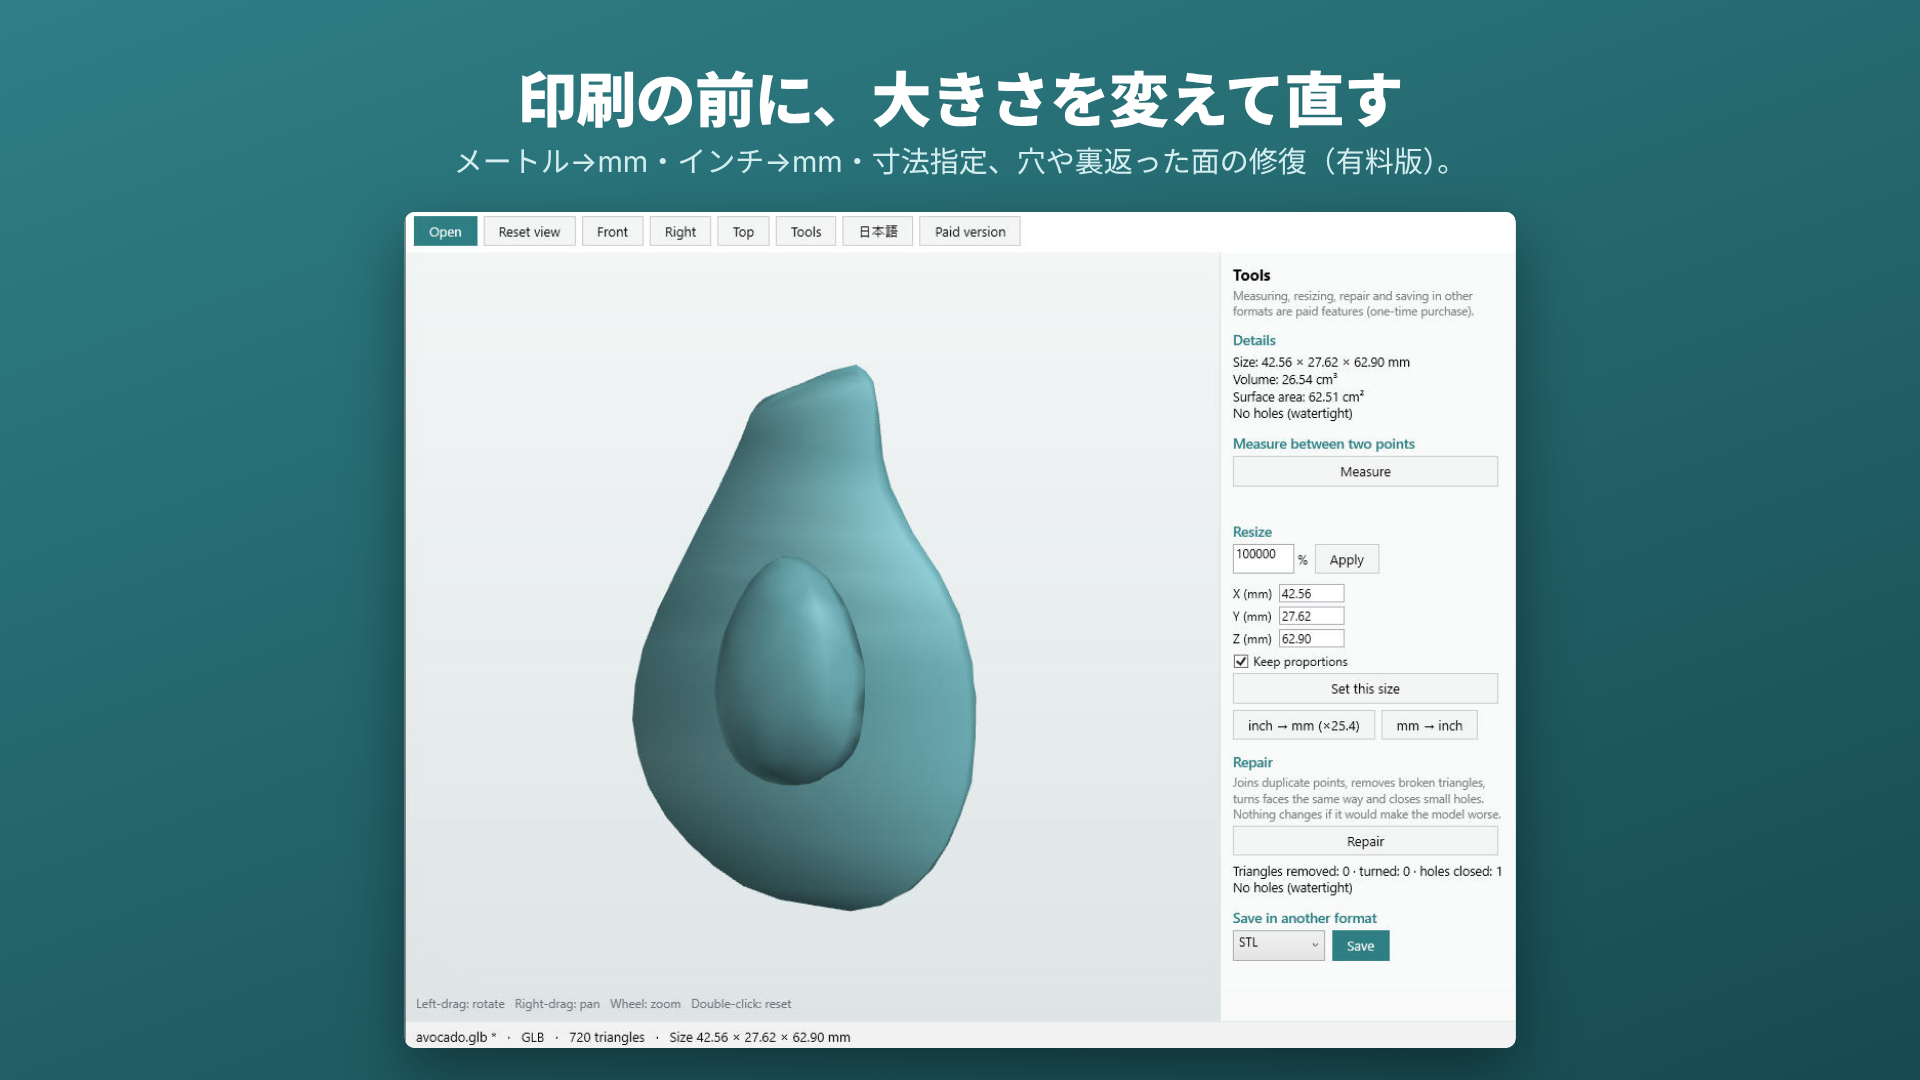 印刷の前に、大きさを変えて直す
メートル→mm・インチ→mm・寸法指定、穴や裏返った面の修復（有料版）。
Open Reset view Front Right Top Tools 日本語 Paid version
Tools
Measuring, resizing, repair and saving in other
formats are paid features (one-time purchase).
Details
Size: 42.56 × 27.62 × 62.90 mm
Volume: 26.54 cm³
Surface area: 62.51 cm²
No holes (watertight)
Measure between two points
Measure
Resize
100000 % Apply
X (mm) 42.56
Y (mm) 27.62
Z (mm) 62.90
Keep proportions
Set this size
inch → mm (×25.4) mm → inch
Repair
Joins duplicate points, removes broken triangles,
turns faces the same way and closes small holes.
Nothing changes if it would make the model worse.
Repair
Triangles removed: 0 · turned: 0 · holes closed: 1
No holes (watertight)
Save in another format
STL Save
Left-drag: rotate Right-drag: pan Wheel: zoom Double-click: reset
avocado.glb * · GLB · 720 triangles · Size 42.56 × 27.62 × 62.90 mm